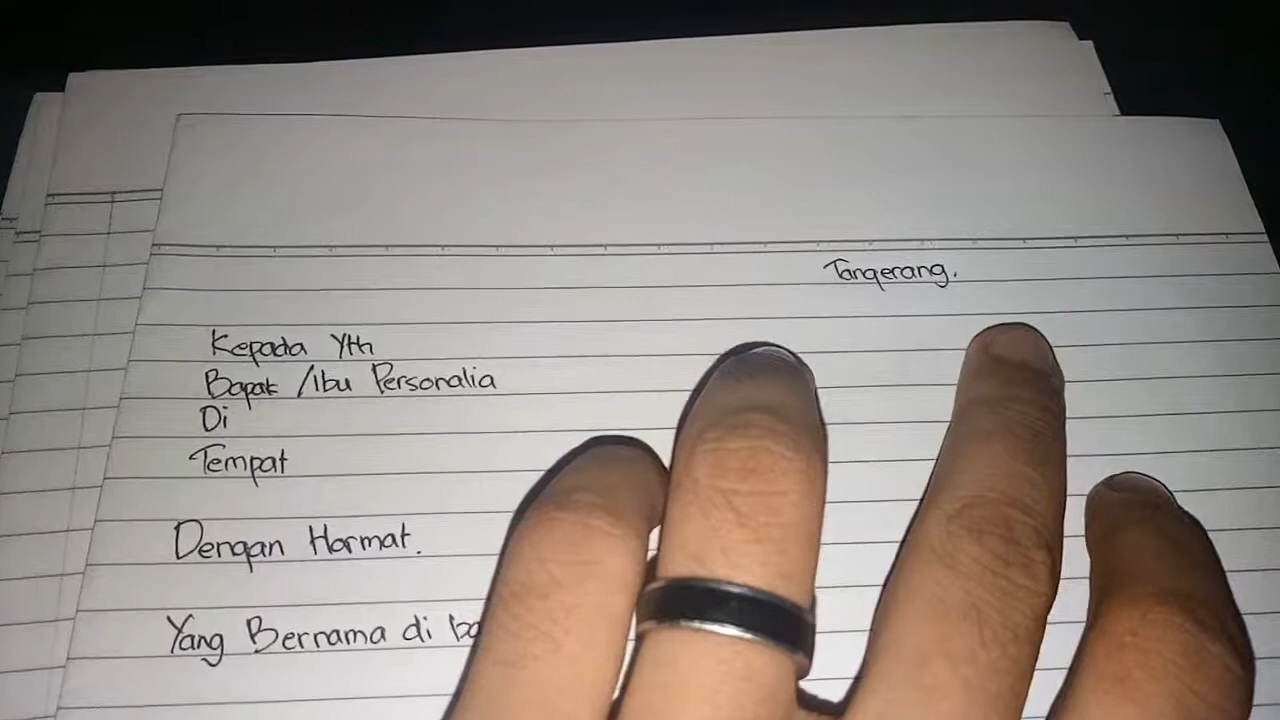 Tangerang.
Kepada Yth
Bapak /Ibu Personalia
Di
Tempat
Dengan Hormat.
Yang Bernama di